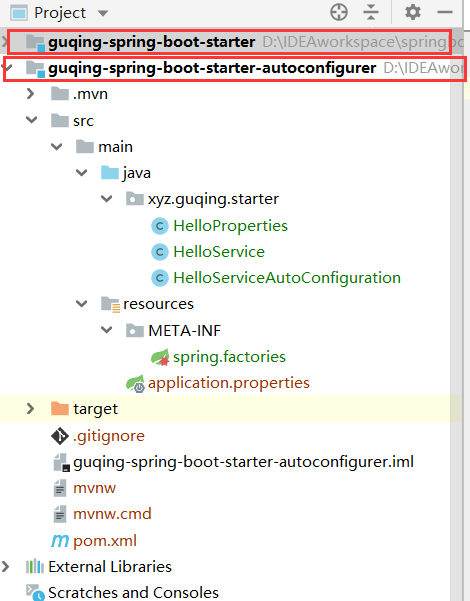 Project
guqing-spring-boot-starter D:\IDEAworkspace\springbo
guqing-spring-boot-starter-autoconfigurer D:\IDEAwor
.mvn
src
main
java
xyz.guqing.starter
HelloProperties
HelloService
HelloServiceAutoConfiguration
resources
META-INF
spring.factories
application.properties
target
.gitignore
guqing-spring-boot-starter-autoconfigurer.iml
mvnw
mvnw.cmd
pom.xml
External Libraries
Scratches and Consoles